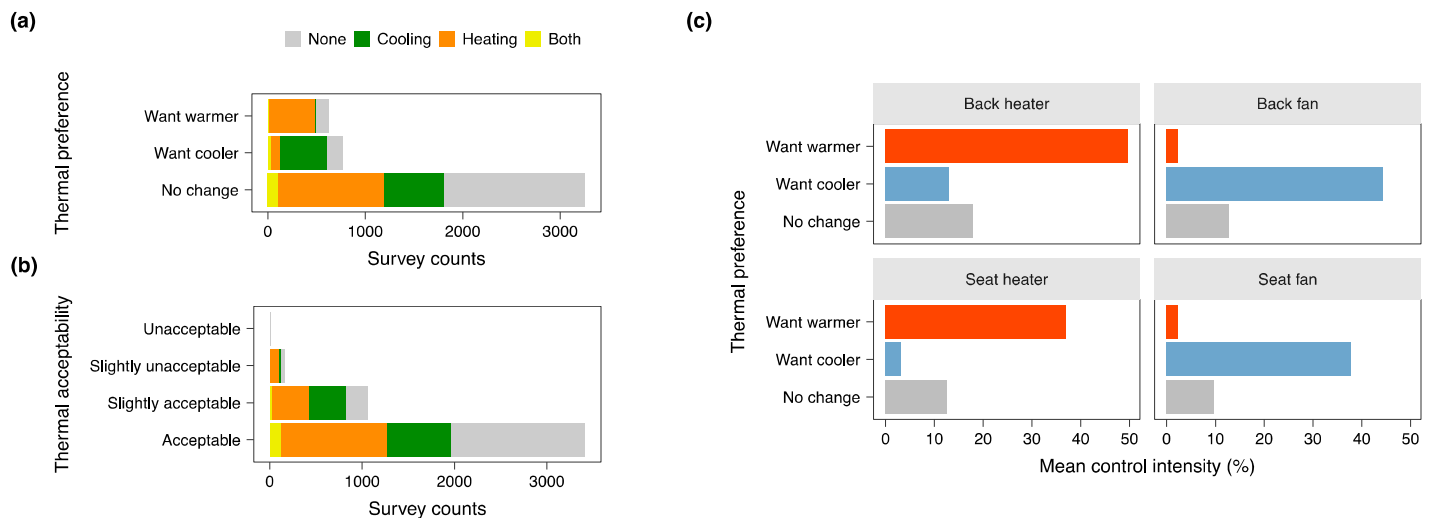 (a)
None Cooling Heating Both
Thermal preference
Want warmer
Want cooler
No change
0 1000 2000 3000
Survey counts
(b)
Thermal acceptability
Unacceptable
Slightly unacceptable
Slightly acceptable
Acceptable
0 1000 2000 3000
Survey counts
(c)
Thermal preference
Back heater Back fan
Want warmer
Want cooler
No change
Seat heater Seat fan
Want warmer
Want cooler
No change
0 10 20 30 40 50 0 10 20 30 40 50
Mean control intensity (%)